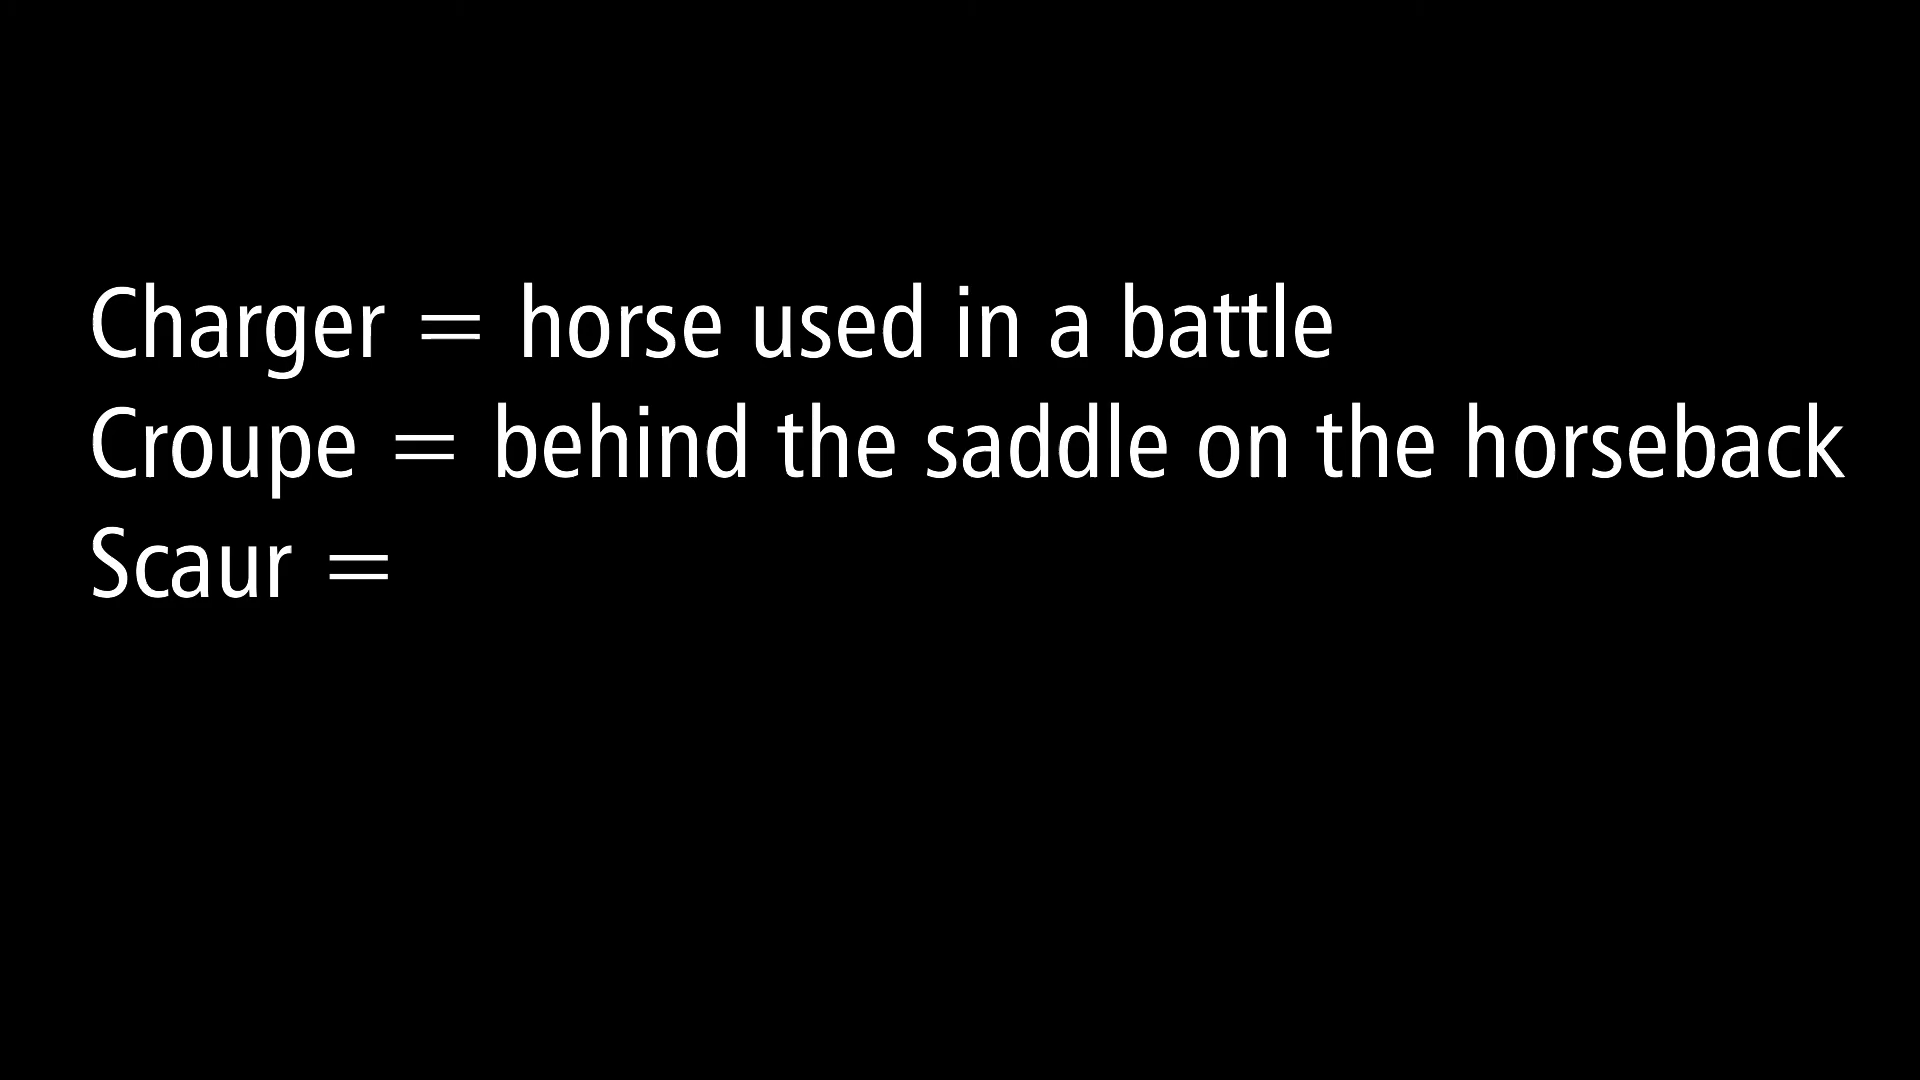 Charger = horse used in a battle
Croupe = behind the saddle on the horseback
Scaur =